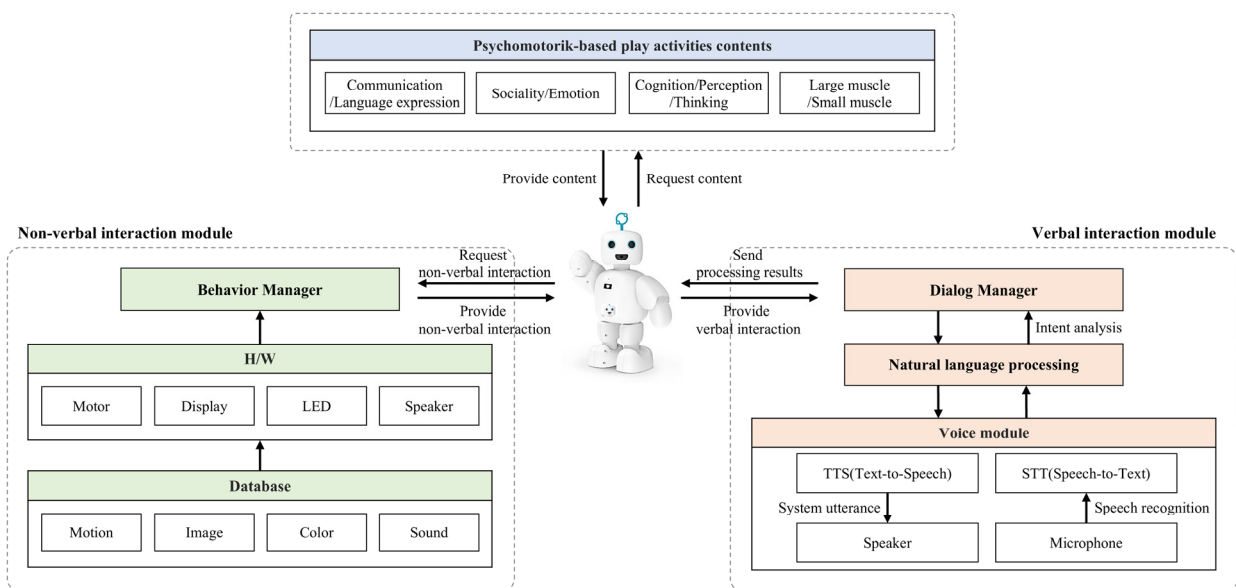 Psychomotorik-based play activities contents
Communication
/Language expression
Sociality/Emotion
Cognition/Perception
/Thinking
Large muscle
/Small muscle
Provide content
Request content
Non-verbal interaction module
Verbal interaction module
Request
non-verbal interaction
Provide
non-verbal interaction
Send
processing results
Provide
verbal interaction
Behavior Manager
H/W
Motor
Display
LED
Speaker
Database
Motion
Image
Color
Sound
Dialog Manager
Intent analysis
Natural language processing
Voice module
TTS(Text-to-Speech)
STT(Speech-to-Text)
System utterance
Speech recognition
Speaker
Microphone